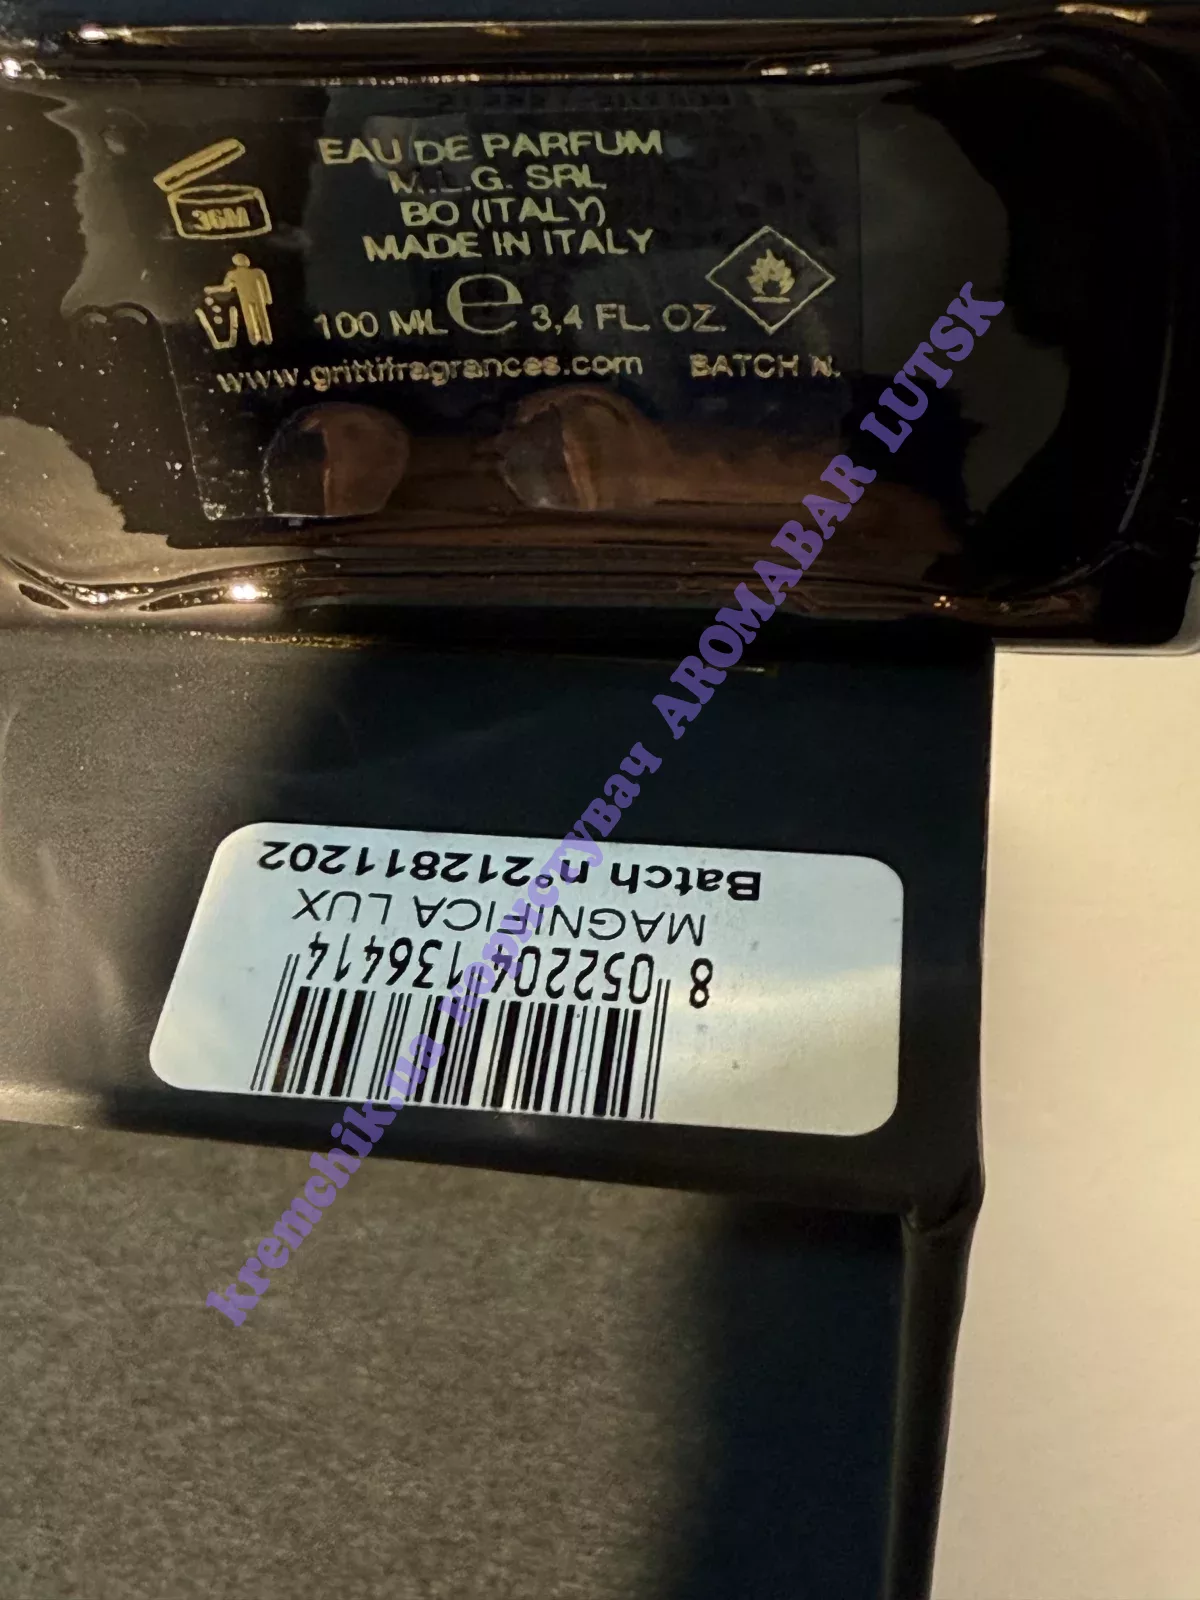 EAU DE PARFUM
M.L.G. SRL
BO (ITALY)
MADE IN ITALY
36M
100 ML e 3,4 FL. OZ.
www.grittifragrances.com BATCH N.
Batch n°212811202
MAGNIFICA LUX
8 052204 136414
kremchik.ua користувач AROMABAR LUTSK